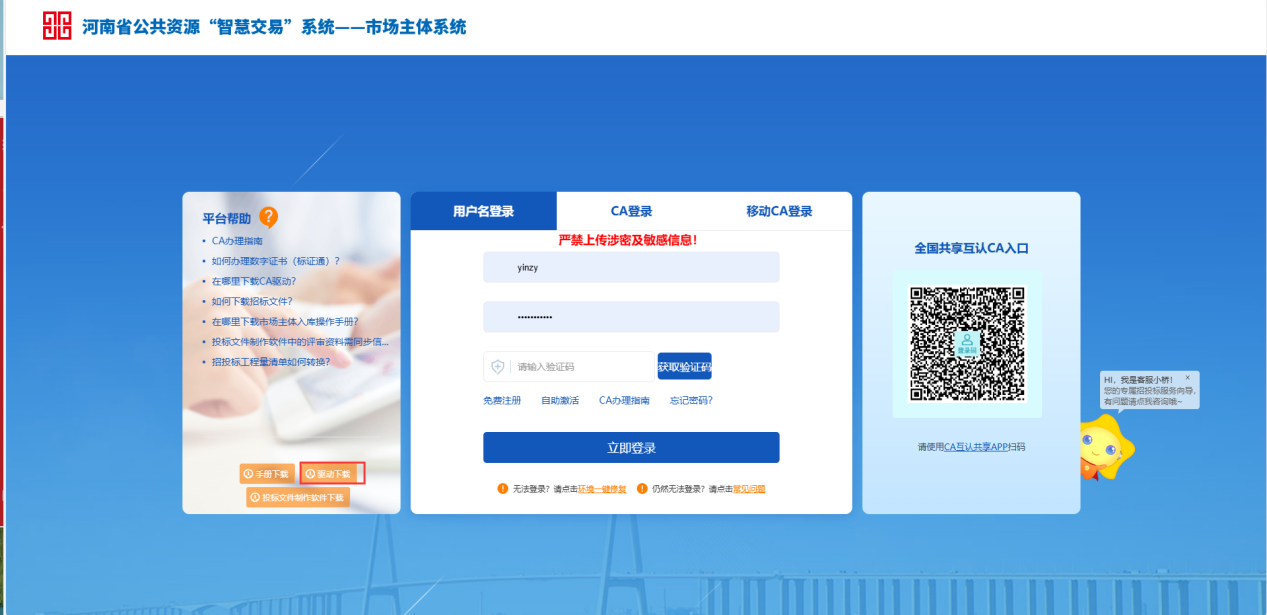 河南省公共资源“智慧交易”系统——市场主体系统
平台帮助 ?
• CA办理指南
• 如何办理数字证书（标证通）?
• 在哪里下载CA驱动?
• 如何下载招标文件?
• 在哪里下载市场主体入库操作手册?
• 投标文件制作软件中的评审资料需同步信...
• 招投标工程量清单如何转换?
手册下载 驱动下载
投标文件制作软件下载
用户名登录 CA登录 移动CA登录
严禁上传涉密及敏感信息!
yinzy
•••••••••••
请输入验证码 获取验证码
免费注册 自助激活 CA办理指南 忘记密码?
立即登录
无法登录? 请点击环境一键修复 仍然无法登录? 请点击常见问题
全国共享互认CA入口
登录码
请使用CA互认共享APP扫码
HI，我是客服小桥! ×
您的专属招投标服务向导,
有问题请点我咨询哦~